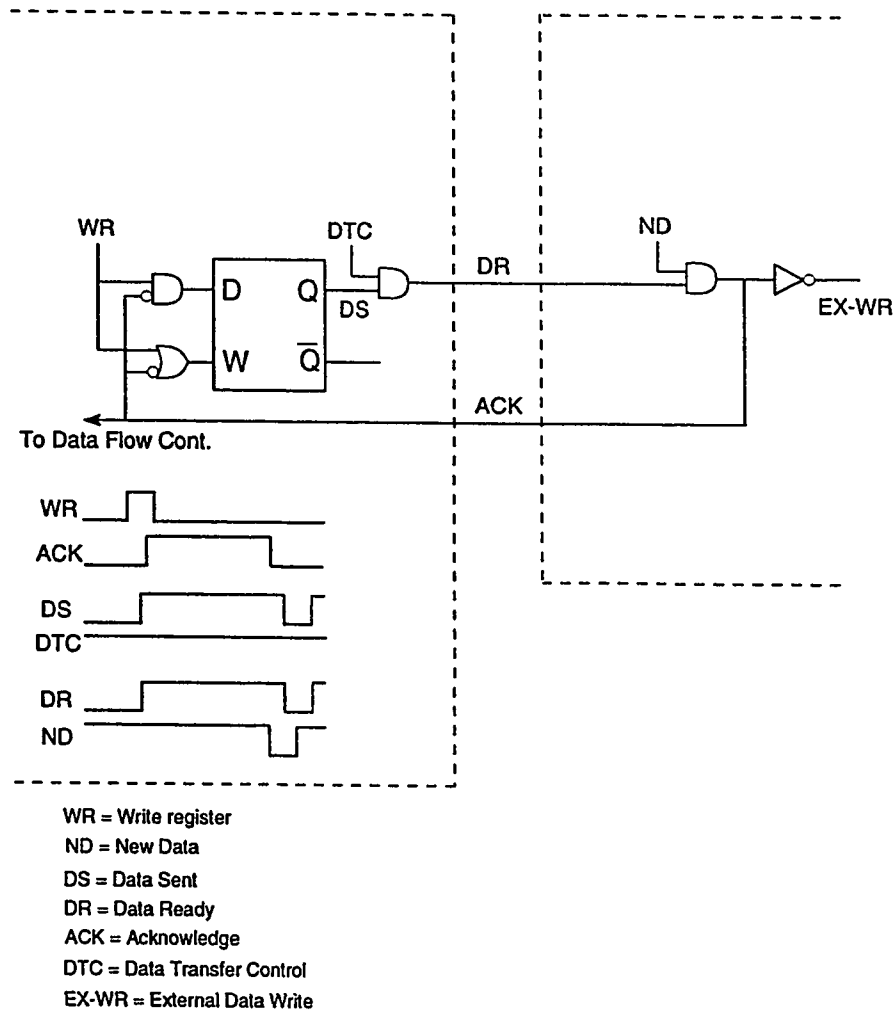 WR
DTC
ND
D
Q
DS
DR
EX-WR
W
Q̅
ACK
To Data Flow Cont.
WR
ACK
DS
DTC
DR
ND
WR = Write register
ND = New Data
DS = Data Sent
DR = Data Ready
ACK = Acknowledge
DTC = Data Transfer Control
EX-WR = External Data Write